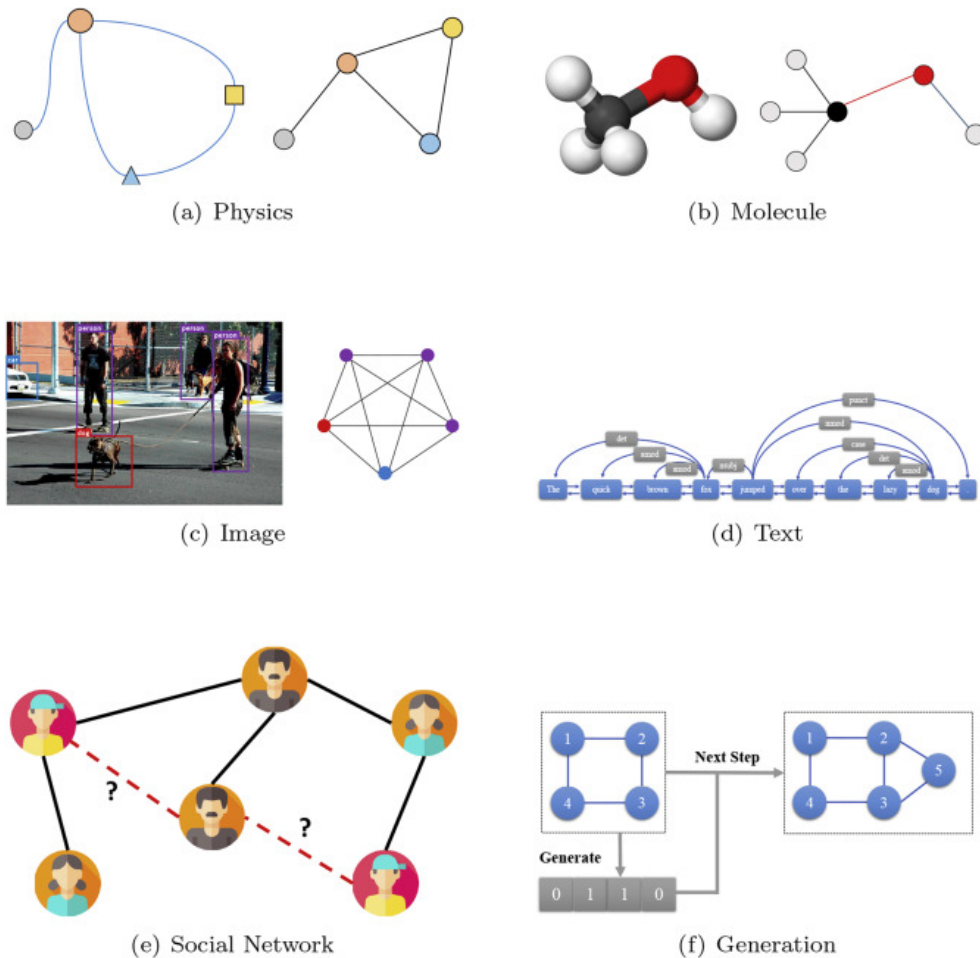 (a) Physics
(b) Molecule
person
person
person
car
dog
(c) Image
punct
nmod
case
det
det
amod
amod
nsubj
amod
The quick brown fox jumped over the lazy dog .
(d) Text
?
?
(e) Social Network
1 2
4 3
Next Step
1 2
5
4 3
Generate
0 1 1 0
(f) Generation